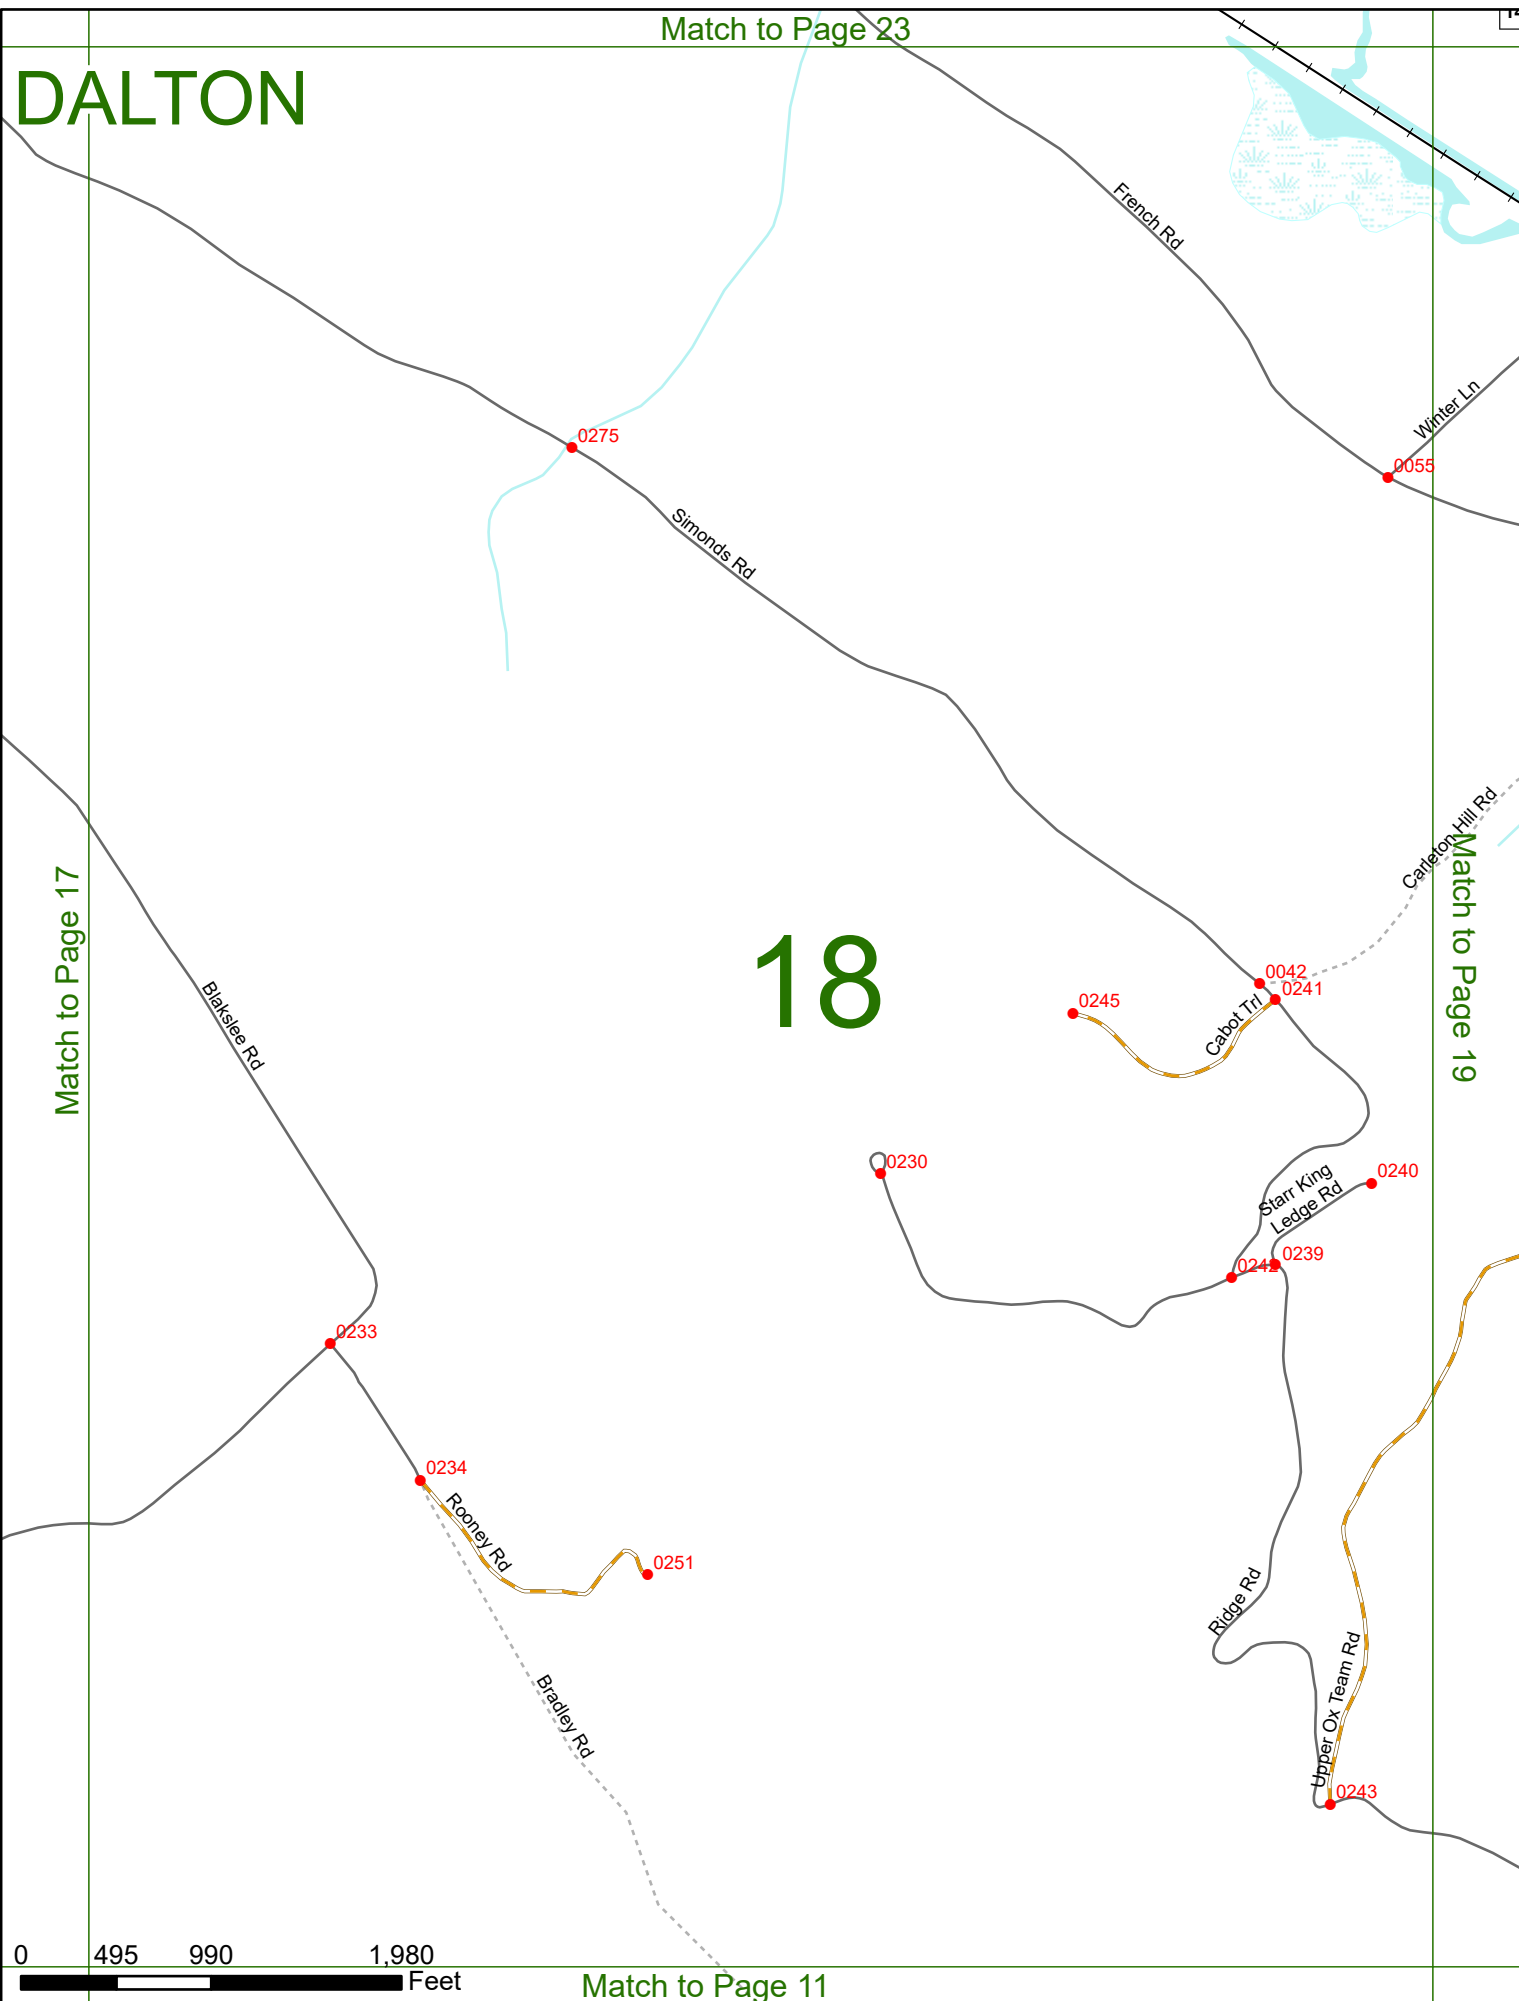 Match to Page 23
DALTON
French Rd
Winter Ln
0275
0055
Simonds Rd
Carleton Hill Rd
Match to Page 17
Match to Page 19
18
Blakslee Rd
0042
0241
0245
Cabot Trl
0230
0240
Starr King
Ledge Rd
0239
0242
0233
0234
Rooney Rd
0251
Ridge Rd
Upper Ox Team Rd
Bradley Rd
0243
0 495 990 1,980
Feet
Match to Page 11